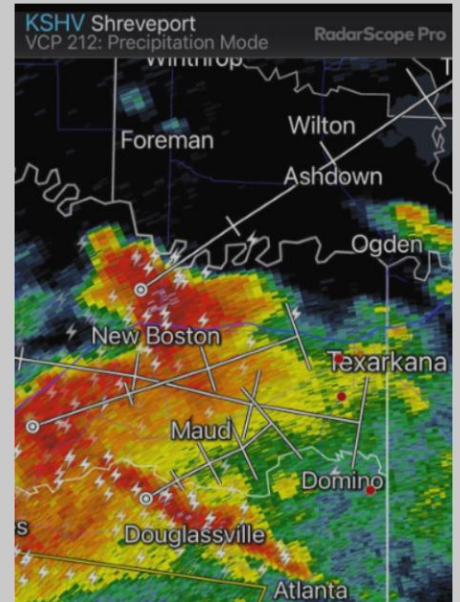 KSHV Shreveport
VCP 212: Precipitation Mode
RadarScope Pro
Winthrop
Foreman
Wilton
Ashdown
Ogden
New Boston
Texarkana
Maud
Domino
Douglassville
Atlanta